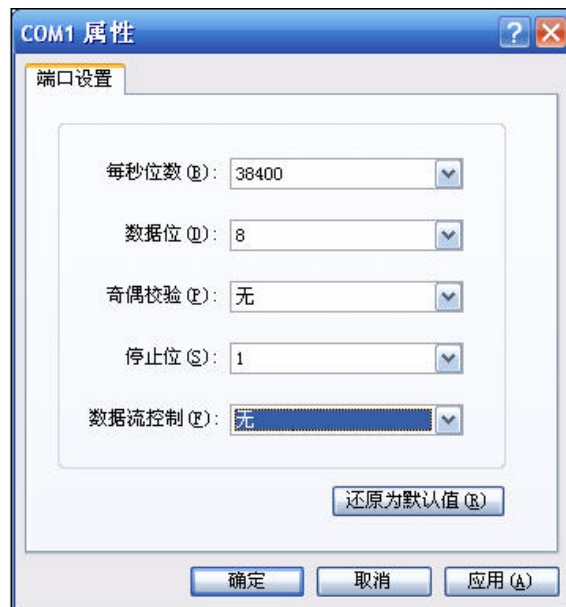 COM1 属性
端口设置
每秒位数(B): 38400
数据位(D): 8
奇偶校验(P): 无
停止位(S): 1
数据流控制(F): 无
还原为默认值(R)
确定 取消 应用(A)